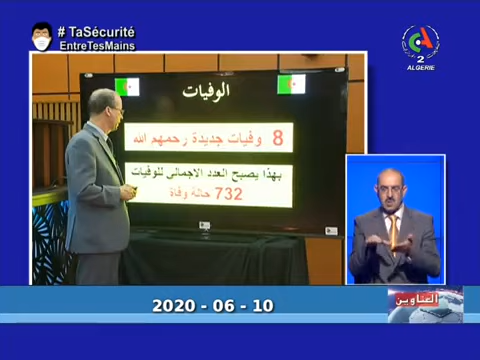 # TaSécurité
EntreTesMains
2
ALGERIE
الوفيات
8 وفيات جديدة رحمهم الله
بهذا يصبح العدد الاجمالي للوفيات
732 حالة وفاة
2020 - 06 - 10
العناوين